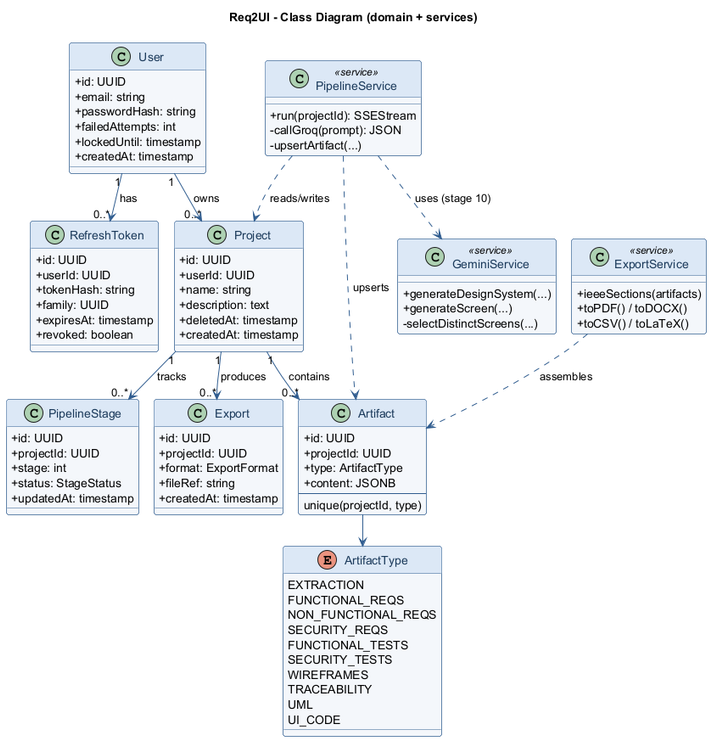 Req2UI - Class Diagram (domain + services)
C User
+id: UUID
+email: string
+passwordHash: string
+failedAttempts: int
+lockedUntil: timestamp
+createdAt: timestamp
C «service»
PipelineService
+run(projectId): SSEStream
-callGroq(prompt): JSON
-upsertArtifact(...)
1
has
0..*
1
owns
0..*
reads/writes
upserts
uses (stage 10)
C RefreshToken
+id: UUID
+userId: UUID
+tokenHash: string
+family: UUID
+expiresAt: timestamp
+revoked: boolean
C Project
+id: UUID
+userId: UUID
+name: string
+description: text
+deletedAt: timestamp
+createdAt: timestamp
C «service»
GeminiService
+generateDesignSystem(...)
+generateScreen(...)
-selectDistinctScreens(...)
C «service»
ExportService
+ieeeSections(artifacts)
+toPDF() / toDOCX()
+toCSV() / toLaTeX()
1
tracks
0..*
1
produces
0..*
1
contains
assembles
C PipelineStage
+id: UUID
+projectId: UUID
+stage: int
+status: StageStatus
+updatedAt: timestamp
C Export
+id: UUID
+projectId: UUID
+format: ExportFormat
+fileRef: string
+createdAt: timestamp
C Artifact
+id: UUID
+projectId: UUID
+type: ArtifactType
+content: JSONB
unique(projectId, type)
E ArtifactType
EXTRACTION
FUNCTIONAL_REQS
NON_FUNCTIONAL_REQS
SECURITY_REQS
FUNCTIONAL_TESTS
SECURITY_TESTS
WIREFRAMES
TRACEABILITY
UML
UI_CODE